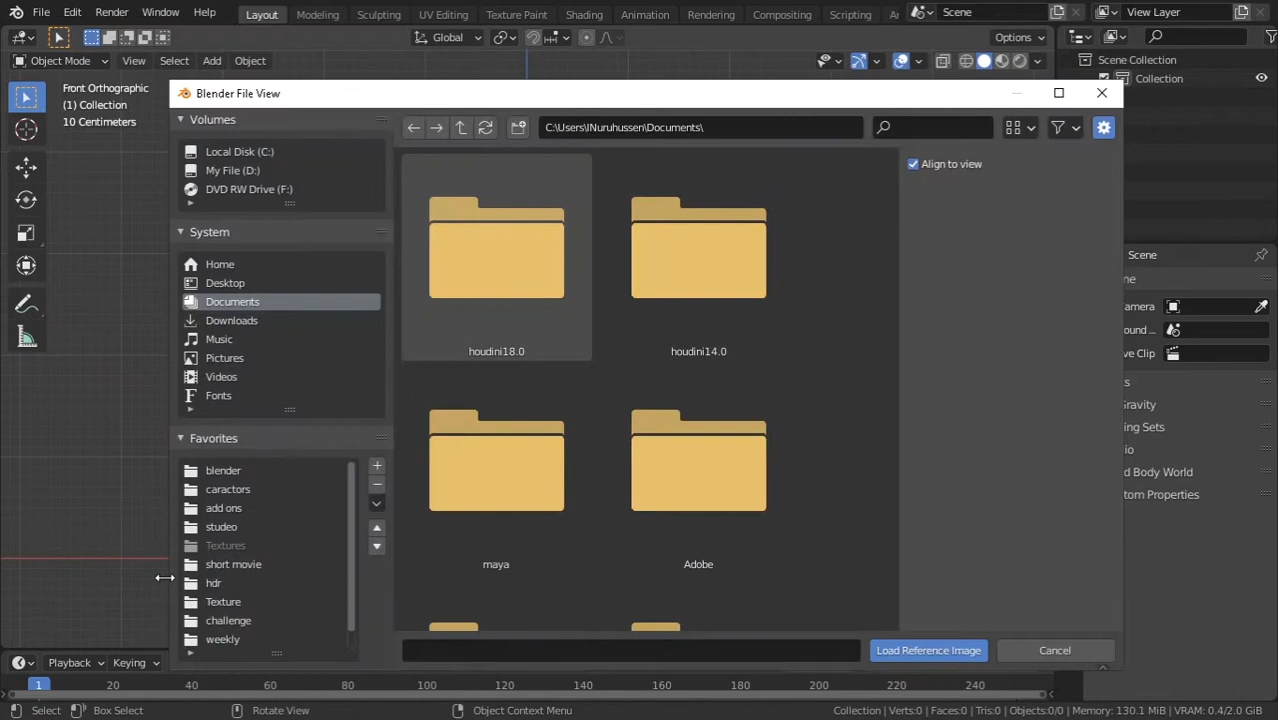 File Edit Render Window Help Layout Modeling Sculpting UV Editing Texture Paint Shading Animation Rendering Compositing Scripting Scene View Layer
Global Options
Object Mode View Select Add Object
Front Orthographic
(1) Collection
10 Centimeters
Scene Collection
Collection
Blender File View
Volumes
Local Disk (C:)
My File (D:)
DVD RW Drive (F:)
System
Home
Desktop
Documents
Downloads
Music
Pictures
Videos
Fonts
Favorites
blender
caractors
add ons
studeo
Textures
short movie
hdr
Texture
challenge
weekly
C:\Users\INuruhussen\Documents\
houdini18.0
houdini14.0
maya
Adobe
Align to view
Load Reference Image
Cancel
Scene
ne
amera
ound ...
ve Clip
ts
Gravity
ing Sets
io
d Body World
tom Properties
Playback Keying
1 20 40 60 80 100 120 140 160 180 200 220 240
Select Box Select Rotate View Object Context Menu Collection | Verts:0 | Faces:0 | Tris:0 | Objects:0/0 | Memory: 130.1 MiB | VRAM: 0.4/2.0 GiB